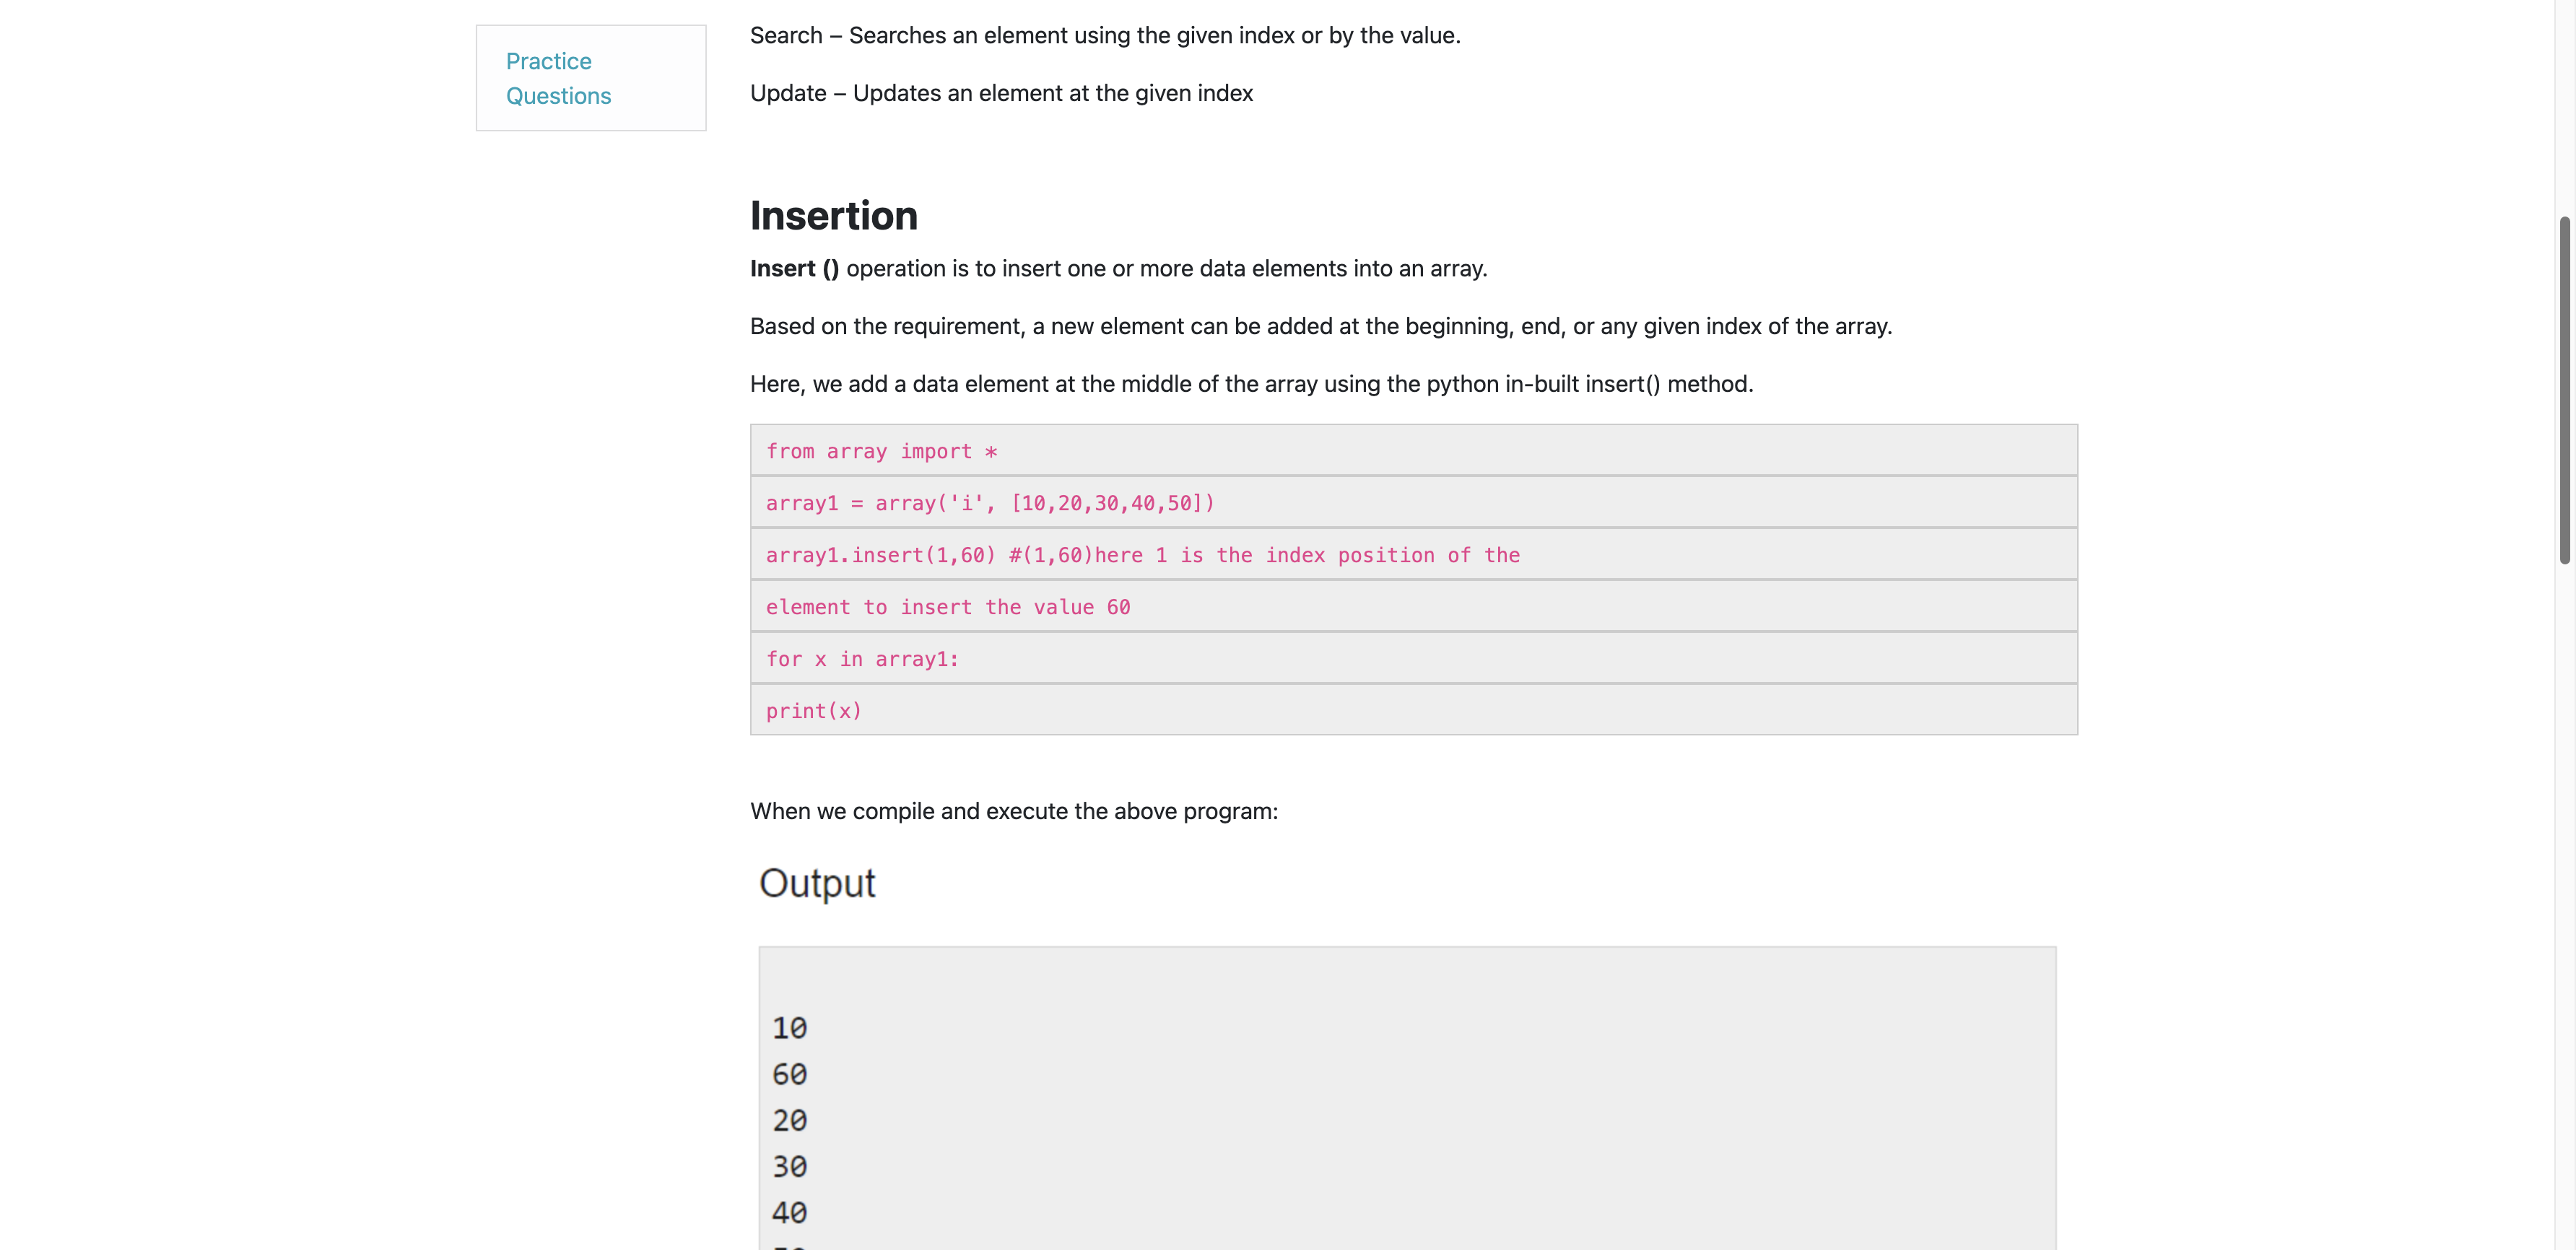 Practice
Questions
Search – Searches an element using the given index or by the value.
Update – Updates an element at the given index
Insertion
Insert () operation is to insert one or more data elements into an array.
Based on the requirement, a new element can be added at the beginning, end, or any given index of the array.
Here, we add a data element at the middle of the array using the python in-built insert() method.
from array import *
array1 = array('i', [10,20,30,40,50])
array1.insert(1,60) #(1,60)here 1 is the index position of the
element to insert the value 60
for x in array1:
print(x)
When we compile and execute the above program:
Output
10
60
20
30
40